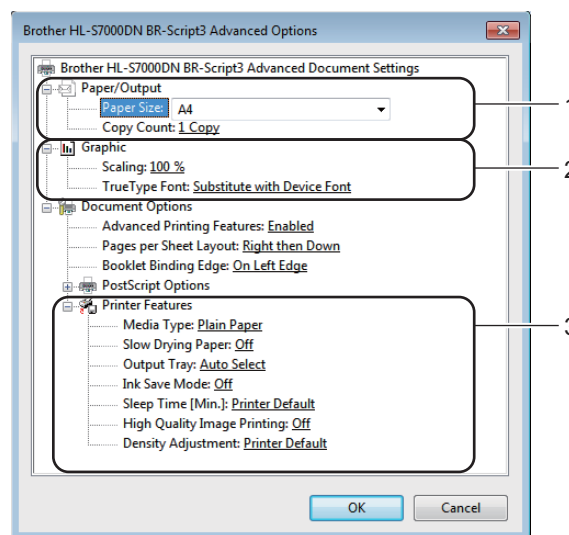 Brother HL-S7000DN BR-Script3 Advanced Options
Brother HL-S7000DN BR-Script3 Advanced Document Settings
Paper/Output
Paper Size: A4
Copy Count: 1 Copy
1
Graphic
Scaling: 100 %
2
TrueType Font: Substitute with Device Font
Document Options
Advanced Printing Features: Enabled
Pages per Sheet Layout: Right then Down
Booklet Binding Edge: On Left Edge
PostScript Options
Printer Features
Media Type: Plain Paper
3
Slow Drying Paper: Off
Output Tray: Auto Select
Ink Save Mode: Off
Sleep Time [Min.]: Printer Default
High Quality Image Printing: Off
Density Adjustment: Printer Default
OK
Cancel